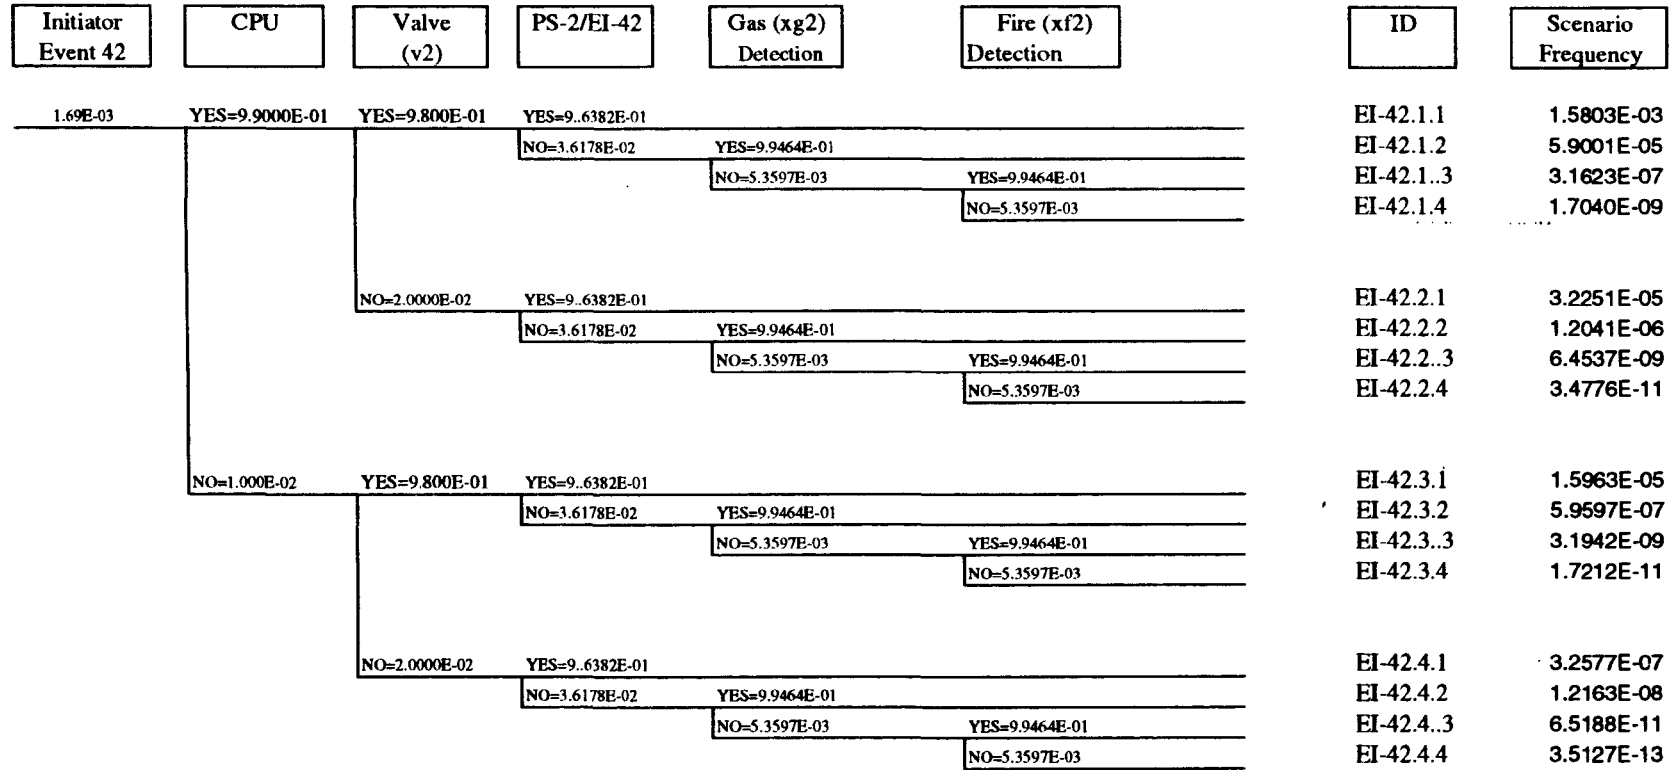 Initiator Event 42 CPU Valve (v2) PS-2/EI-42 Gas (xg2) Detection Fire (xf2) Detection ID Scenario Frequency
1.69E-03 YES=9.9000E-01 YES=9.800E-01 YES=9..6382E-01 EI-42.1.1 1.5803E-03
NO=3.6178E-02 YES=9.9464E-01 EI-42.1.2 5.9001E-05
NO=5.3597E-03 YES=9.9464E-01 EI-42.1..3 3.1623E-07
NO=5.3597E-03 EI-42.1.4 1.7040E-09
NO=2.0000E-02 YES=9..6382E-01 EI-42.2.1 3.2251E-05
NO=3.6178E-02 YES=9.9464E-01 EI-42.2.2 1.2041E-06
NO=5.3597E-03 YES=9.9464E-01 EI-42.2..3 6.4537E-09
NO=5.3597E-03 EI-42.2.4 3.4776E-11
NO=1.000E-02 YES=9.800E-01 YES=9..6382E-01 EI-42.3.1 1.5963E-05
NO=3.6178E-02 YES=9.9464E-01 EI-42.3.2 5.9597E-07
NO=5.3597E-03 YES=9.9464E-01 EI-42.3..3 3.1942E-09
NO=5.3597E-03 EI-42.3.4 1.7212E-11
NO=2.0000E-02 YES=9..6382E-01 EI-42.4.1 3.2577E-07
NO=3.6178E-02 YES=9.9464E-01 EI-42.4.2 1.2163E-08
NO=5.3597E-03 YES=9.9464E-01 EI-42.4..3 6.5188E-11
NO=5.3597E-03 EI-42.4.4 3.5127E-13